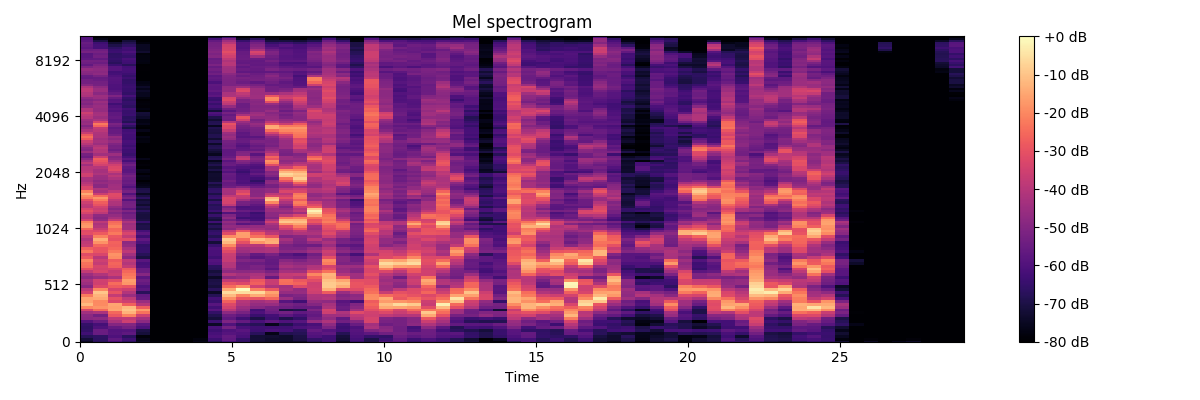 Mel spectrogram
Hz
8192
4096
2048
1024
512
0
0 5 10 15 20 25
Time
+0 dB
-10 dB
-20 dB
-30 dB
-40 dB
-50 dB
-60 dB
-70 dB
-80 dB